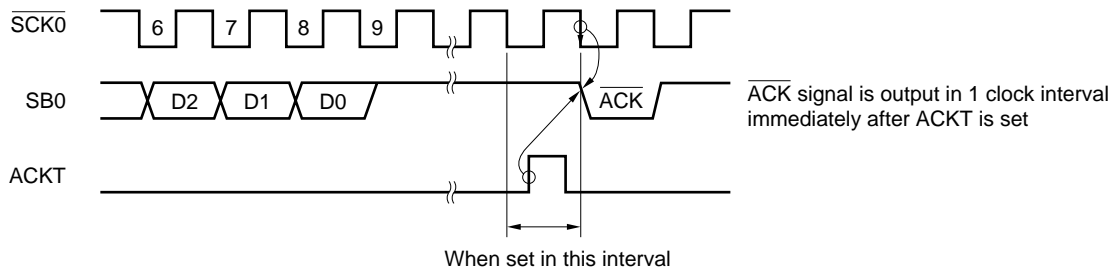 SCK0
6 7 8 9
SB0
D2 D1 D0 ACK
ACK signal is output in 1 clock interval
immediately after ACKT is set
ACKT
When set in this interval